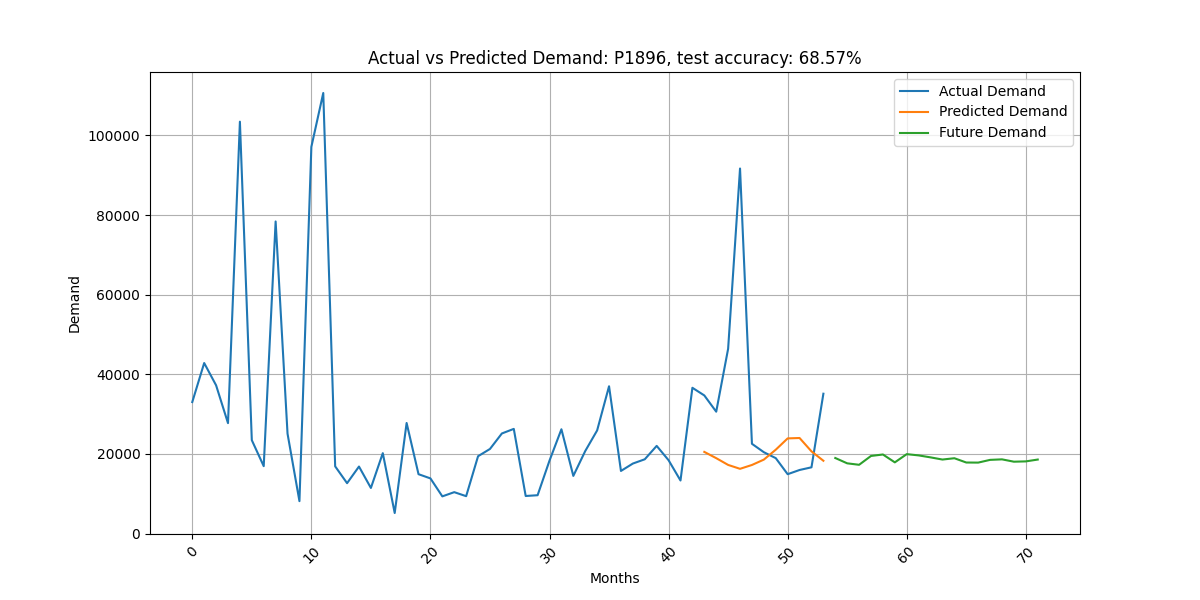 Actual vs Predicted Demand: P1896, test accuracy: 68.57%
Actual Demand
Predicted Demand
Future Demand
100000
80000
60000
40000
20000
0
Demand
0 10 20 30 40 50 60 70
Months